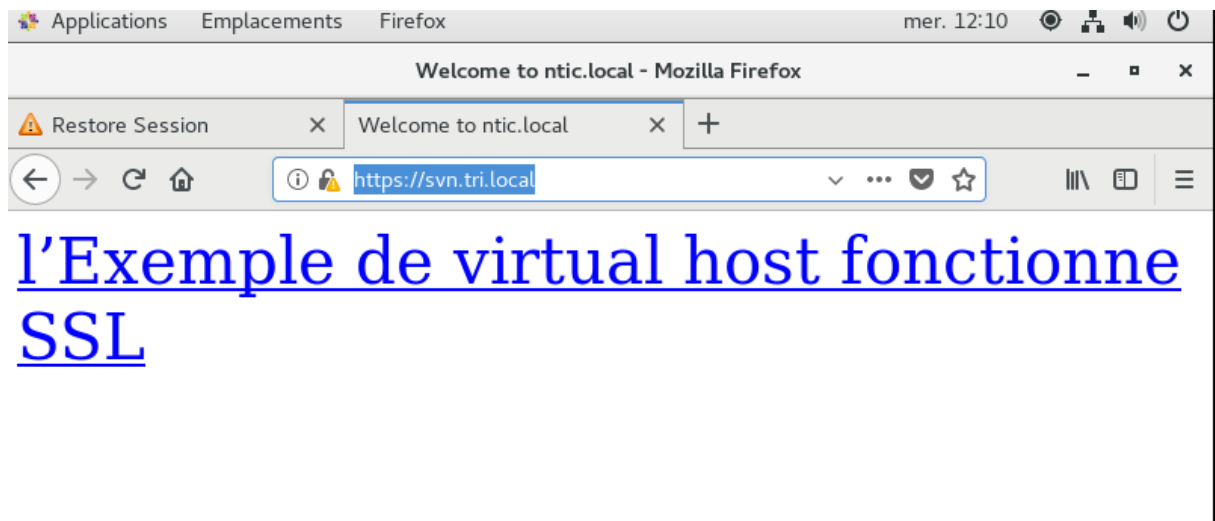 Applications Emplacements Firefox mer. 12:10
Welcome to ntic.local - Mozilla Firefox
Restore Session Welcome to ntic.local
https://svn.tri.local
l’Exemple de virtual host fonctionne
SSL